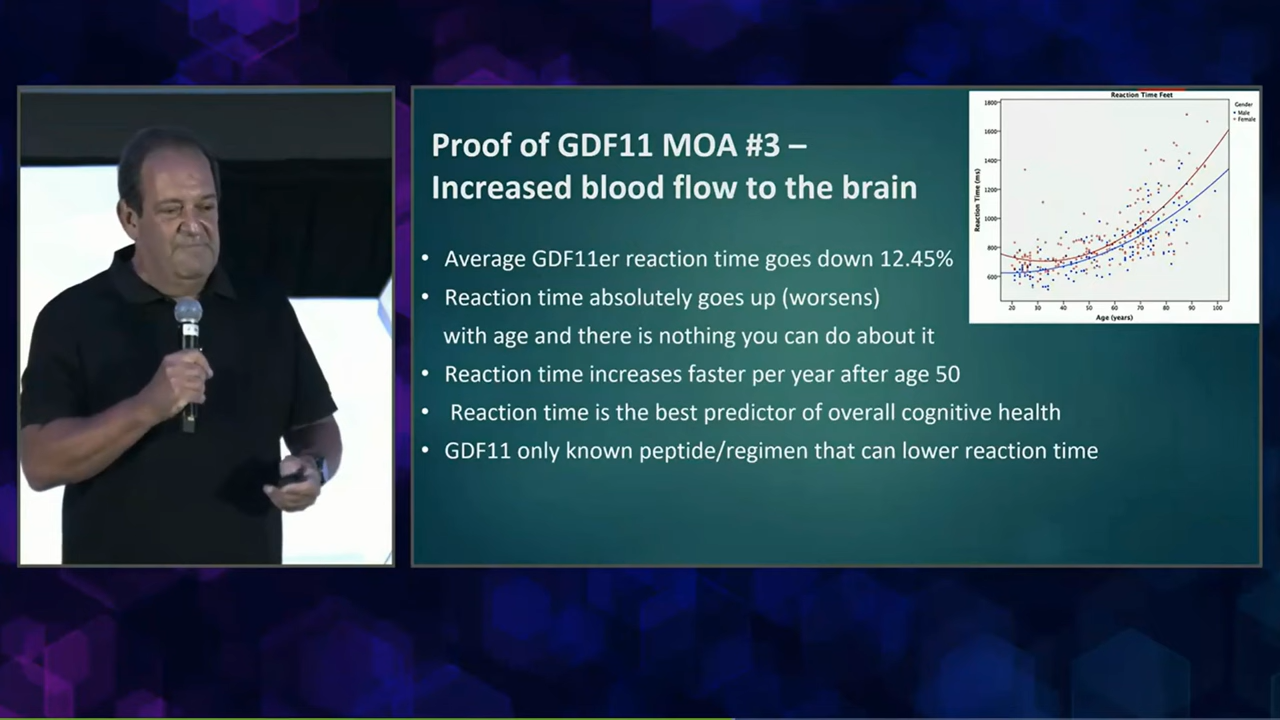 Proof of GDF11 MOA #3 –
Increased blood flow to the brain
• Average GDF11er reaction time goes down 12.45%
• Reaction time absolutely goes up (worsens)
with age and there is nothing you can do about it
• Reaction time increases faster per year after age 50
• Reaction time is the best predictor of overall cognitive health
• GDF11 only known peptide/regimen that can lower reaction time
Reaction Time Feet
Gender
Male
Female
Reaction Time (ms)
1800
1600
1400
1200
1000
800
600
20 30 40 50 60 70 80 90 100
Age (years)